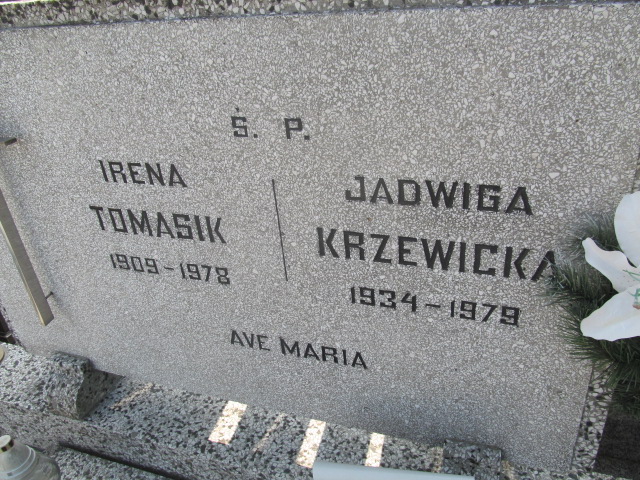 Ś. P.
IRENA
TOMASIK
1909-1978
JADWIGA
KRZEWICKA
1934-1979
AVE MARIA